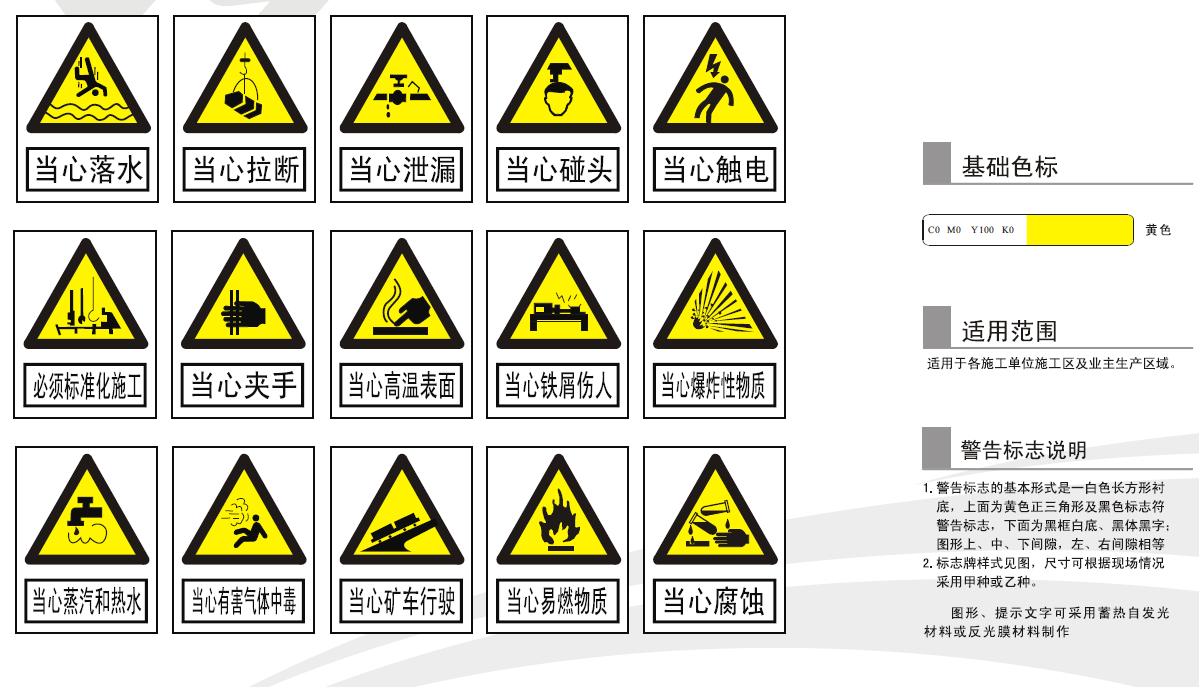 当心落水
当心拉断
当心泄漏
当心碰头
当心触电
必须标准化施工
当心夹手
当心高温表面
当心铁屑伤人
当心爆炸性物质
当心蒸汽和热水
当心有害气体中毒
当心矿车行驶
当心易燃物质
当心腐蚀
基础色标
C0 M0 Y100 K0
黄色
适用范围
适用于各施工单位施工区及业主生产区域。
警告标志说明
1.警告标志的基本形式是一白色长方形衬
底，上面为黄色正三角形及黑色标志符
警告标志，下面为黑框白底、黑体黑字;
图形上、中、下间隙，左、右间隙相等
2.标志牌样式见图，尺寸可根据现场情况
采用甲种或乙种。
图形、提示文字可采用蓄热自发光
材料或反光膜材料制作